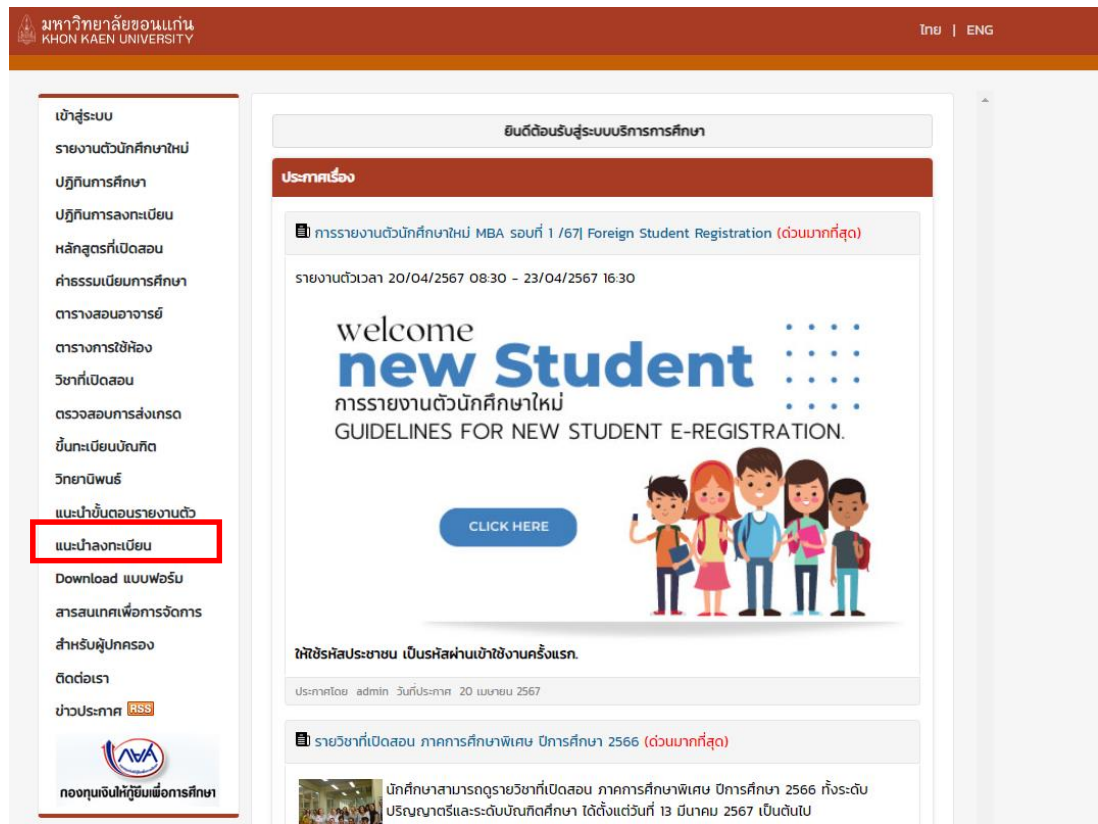 มหาวิทยาลัยขอนแก่น
KHON KAEN UNIVERSITY
ไทย | ENG
เข้าสู่ระบบ
รายงานตัวนักศึกษาใหม่
ปฏิทินการศึกษา
ปฏิทินการลงทะเบียน
หลักสูตรที่เปิดสอน
ค่าธรรมเนียมการศึกษา
ตารางสอนอาจารย์
ตารางการใช้ห้อง
วิชาที่เปิดสอน
ตรวจสอบการส่งเกรด
ขึ้นทะเบียนบัณฑิต
วิทยานิพนธ์
แนะนำขั้นตอนรายงานตัว
แนะนำลงทะเบียน
Download แบบฟอร์ม
สารสนเทศเพื่อการจัดการ
สำหรับผู้ปกครอง
ติดต่อเรา
ข่าวประกาศ RSS
กยศ
กองทุนเงินให้กู้ยืมเพื่อการศึกษา
ยินดีต้อนรับสู่ระบบบริการการศึกษา
ประกาศเรื่อง
การรายงานตัวนักศึกษาใหม่ MBA รอบที่ 1 /67| Foreign Student Registration (ด่วนมากที่สุด)
รายงานตัวเวลา 20/04/2567 08:30 - 23/04/2567 16:30
welcome
new Student
การรายงานตัวนักศึกษาใหม่
GUIDELINES FOR NEW STUDENT E-REGISTRATION.
CLICK HERE
ให้ใช้รหัสประชาชน เป็นรหัสผ่านเข้าใช้งานครั้งแรก.
ประกาศโดย admin วันที่ประกาศ 20 เมษายน 2567
รายวิชาที่เปิดสอน ภาคการศึกษาพิเศษ ปีการศึกษา 2566 (ด่วนมากที่สุด)
นักศึกษาสามารถดูรายวิชาที่เปิดสอน ภาคการศึกษาพิเศษ ปีการศึกษา 2566 ทั้งระดับ
ปริญญาตรีและระดับบัณฑิตศึกษา ได้ตั้งแต่วันที่ 13 มีนาคม 2567 เป็นต้นไป